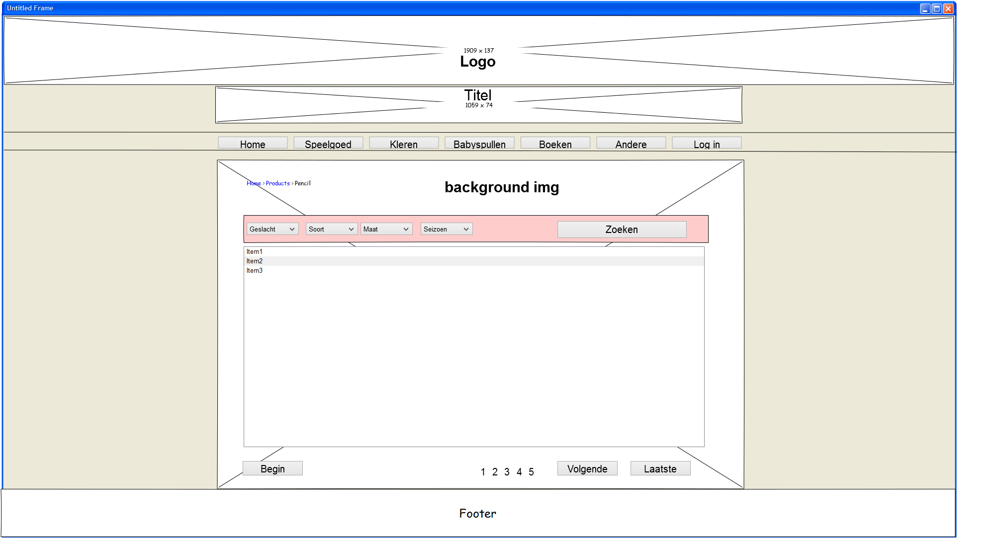 Untitled Frame
1909 x 137
Logo
Titel
1059 x 74
Home Speelgoed Kleren Babyspullen Boeken Andere Log in
Home > Products > Pencil
background img
Geslacht Soort Maat Seizoen Zoeken
Item1
Item2
Item3
Begin 1 2 3 4 5 Volgende Laatste
Footer